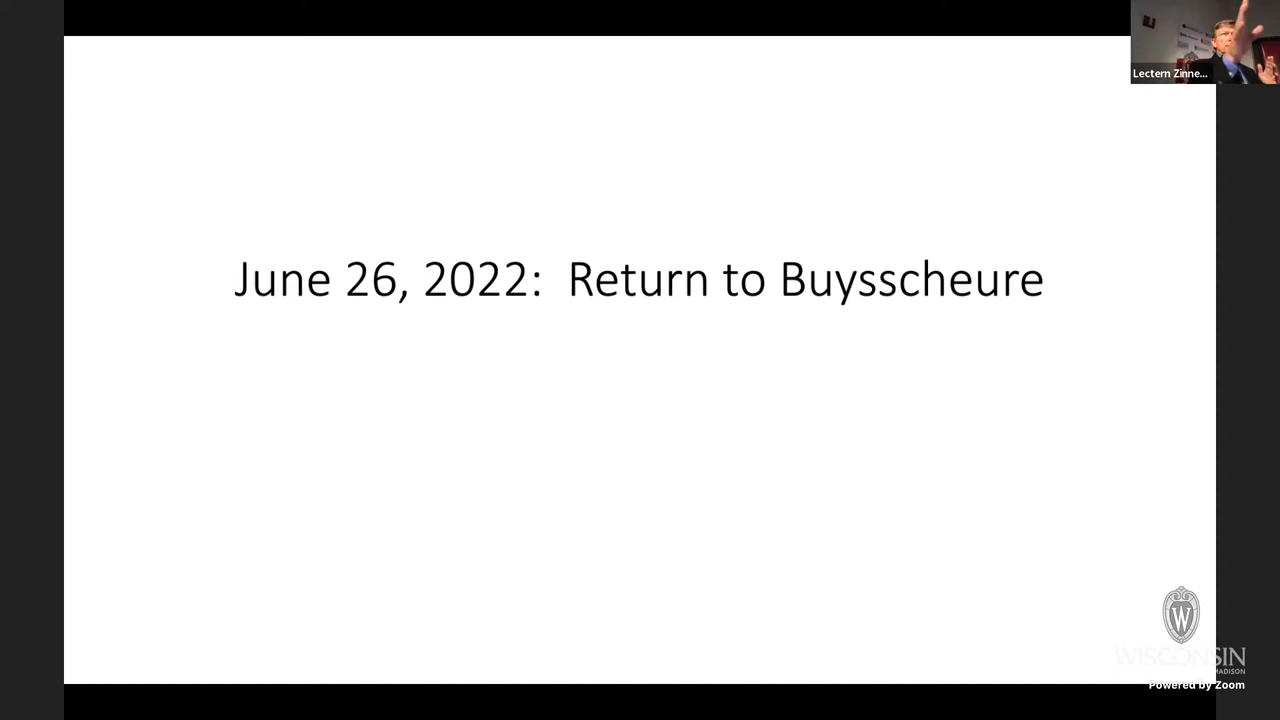 Lectern Zinne...
June 26, 2022: Return to Buysscheure
W
WISCONSIN
MADISON
Powered by Zoom